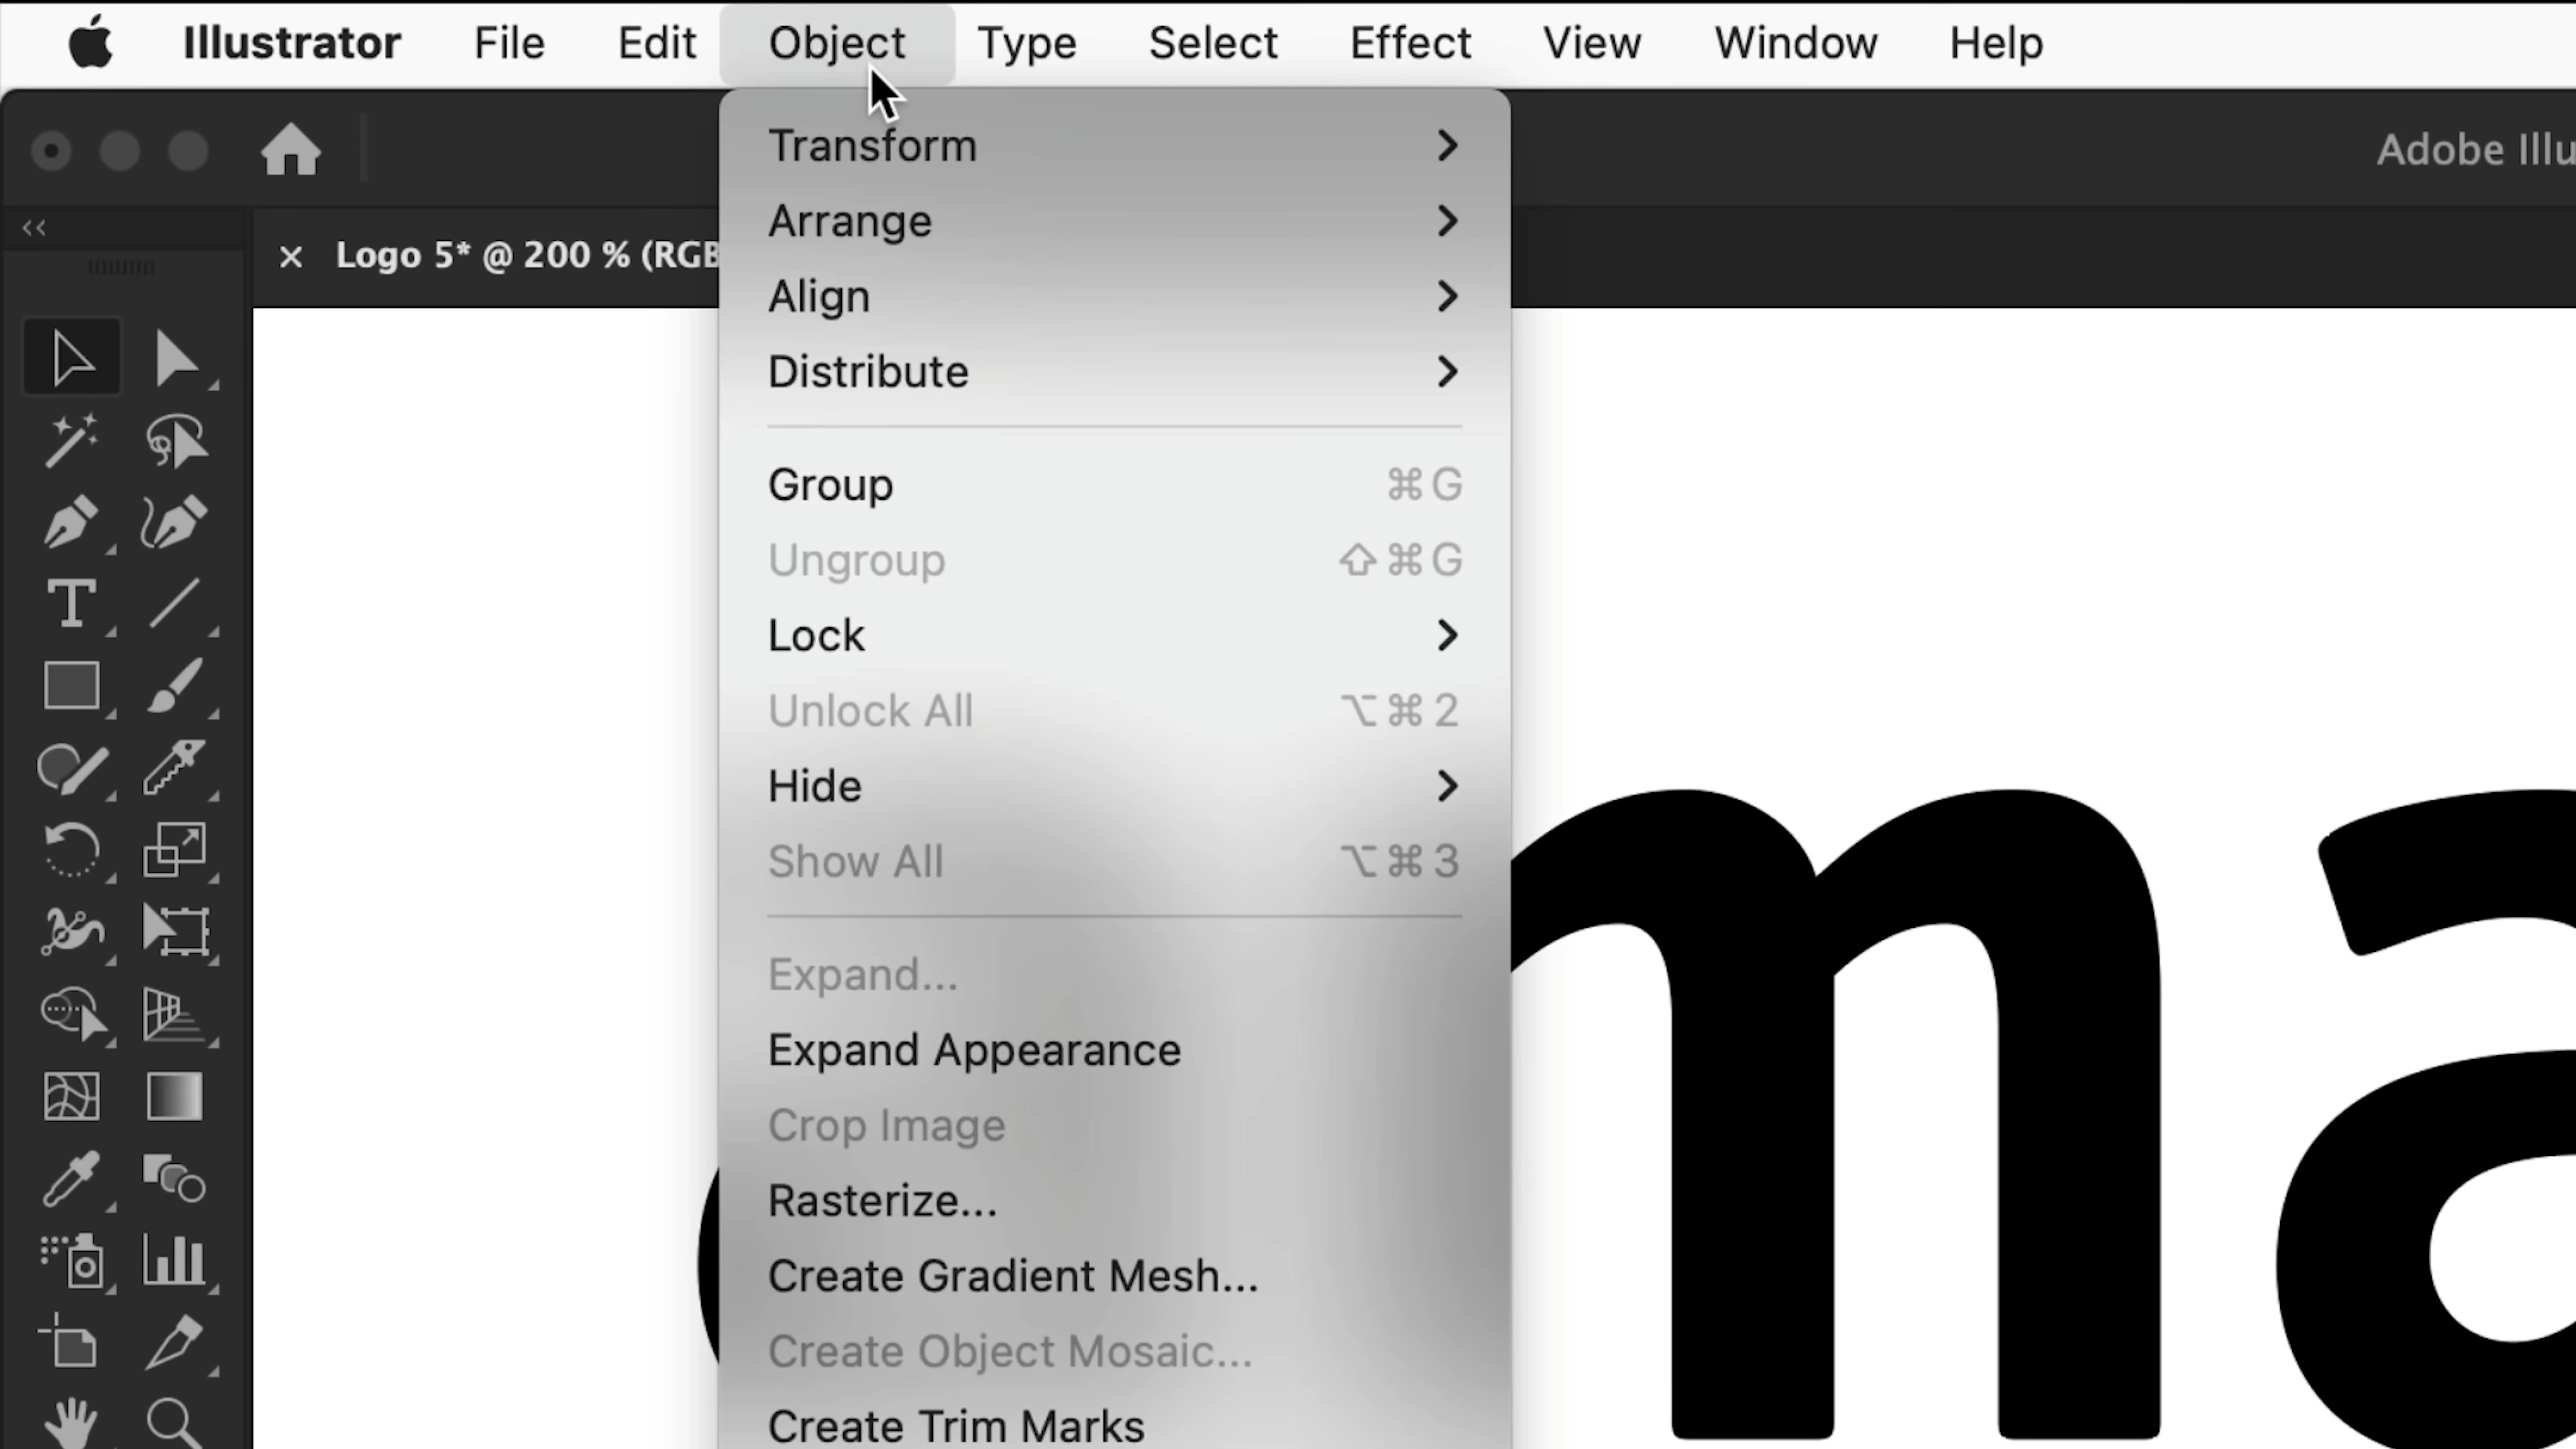 Illustrator File Edit Object Type Select Effect View Window Help
Adobe Illu
× Logo 5* @ 200 % (RGB
Transform
Arrange
Align
Distribute
Group ⌘G
Ungroup ⇧⌘G
Lock
Unlock All ⌥⌘2
Hide
Show All ⌥⌘3
Expand...
Expand Appearance
Crop Image
Rasterize...
Create Gradient Mesh...
Create Object Mosaic...
Create Trim Marks
ma